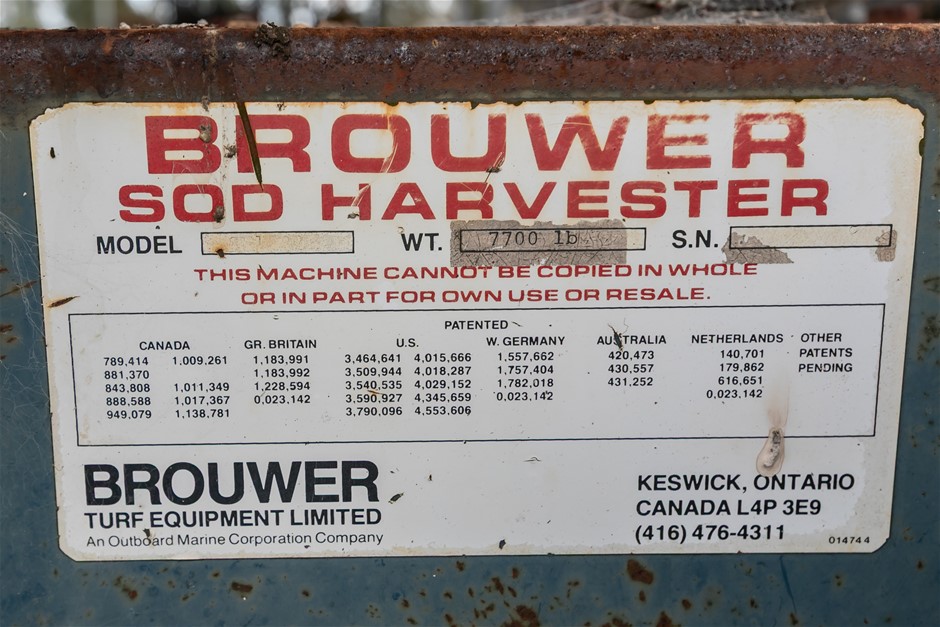 BROUWER
SOD HARVESTER
MODEL WT. 7700 lb S.N.
THIS MACHINE CANNOT BE COPIED IN WHOLE
OR IN PART FOR OWN USE OR RESALE.
PATENTED
CANADA GR. BRITAIN U.S. W. GERMANY AUSTRALIA NETHERLANDS OTHER
789,414 1,009,261 1,183,991 3,464,641 4,015,666 1,557,662 420,473 140,701 PATENTS
881,370 1,183,992 3,509,944 4,018,287 1,757,404 430,557 179,862 PENDING
843,808 1,011,349 1,228,594 3,540,535 4,029,152 1,782,018 431,252 616,651
888,588 1,017,367 0,023,142 3,590,927 4,345,659 0,023,142 0,023,142
949,079 1,138,781 3,790,096 4,553,606
BROUWER
TURF EQUIPMENT LIMITED
An Outboard Marine Corporation Company
KESWICK, ONTARIO
CANADA L4P 3E9
(416) 476-4311
014744